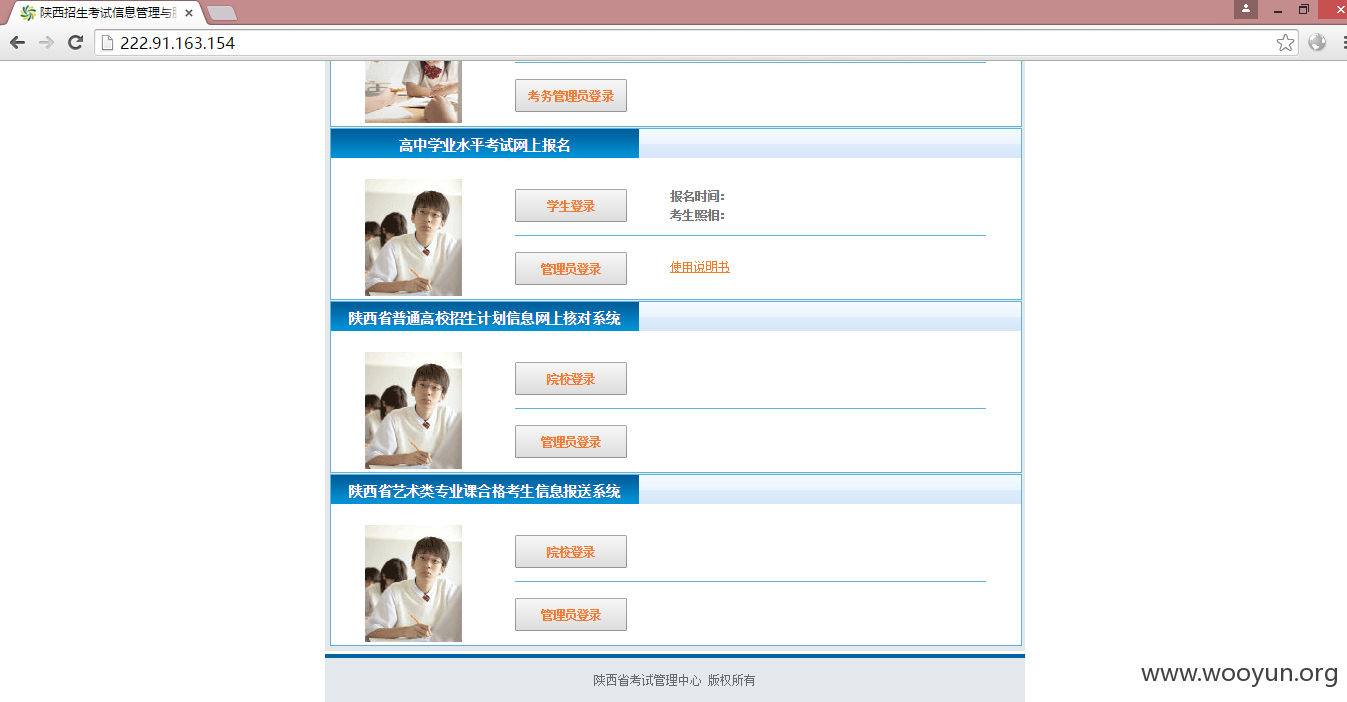 陕西招生考试信息管理与
222.91.163.154
考务管理员登录
高中学业水平考试网上报名
学生登录
报名时间：
考生照相：
管理员登录
使用说明书
陕西省普通高校招生计划信息网上核对系统
院校登录
管理员登录
陕西省艺术类专业课合格考生信息报送系统
院校登录
管理员登录
陕西省考试管理中心 版权所有
www.wooyun.org